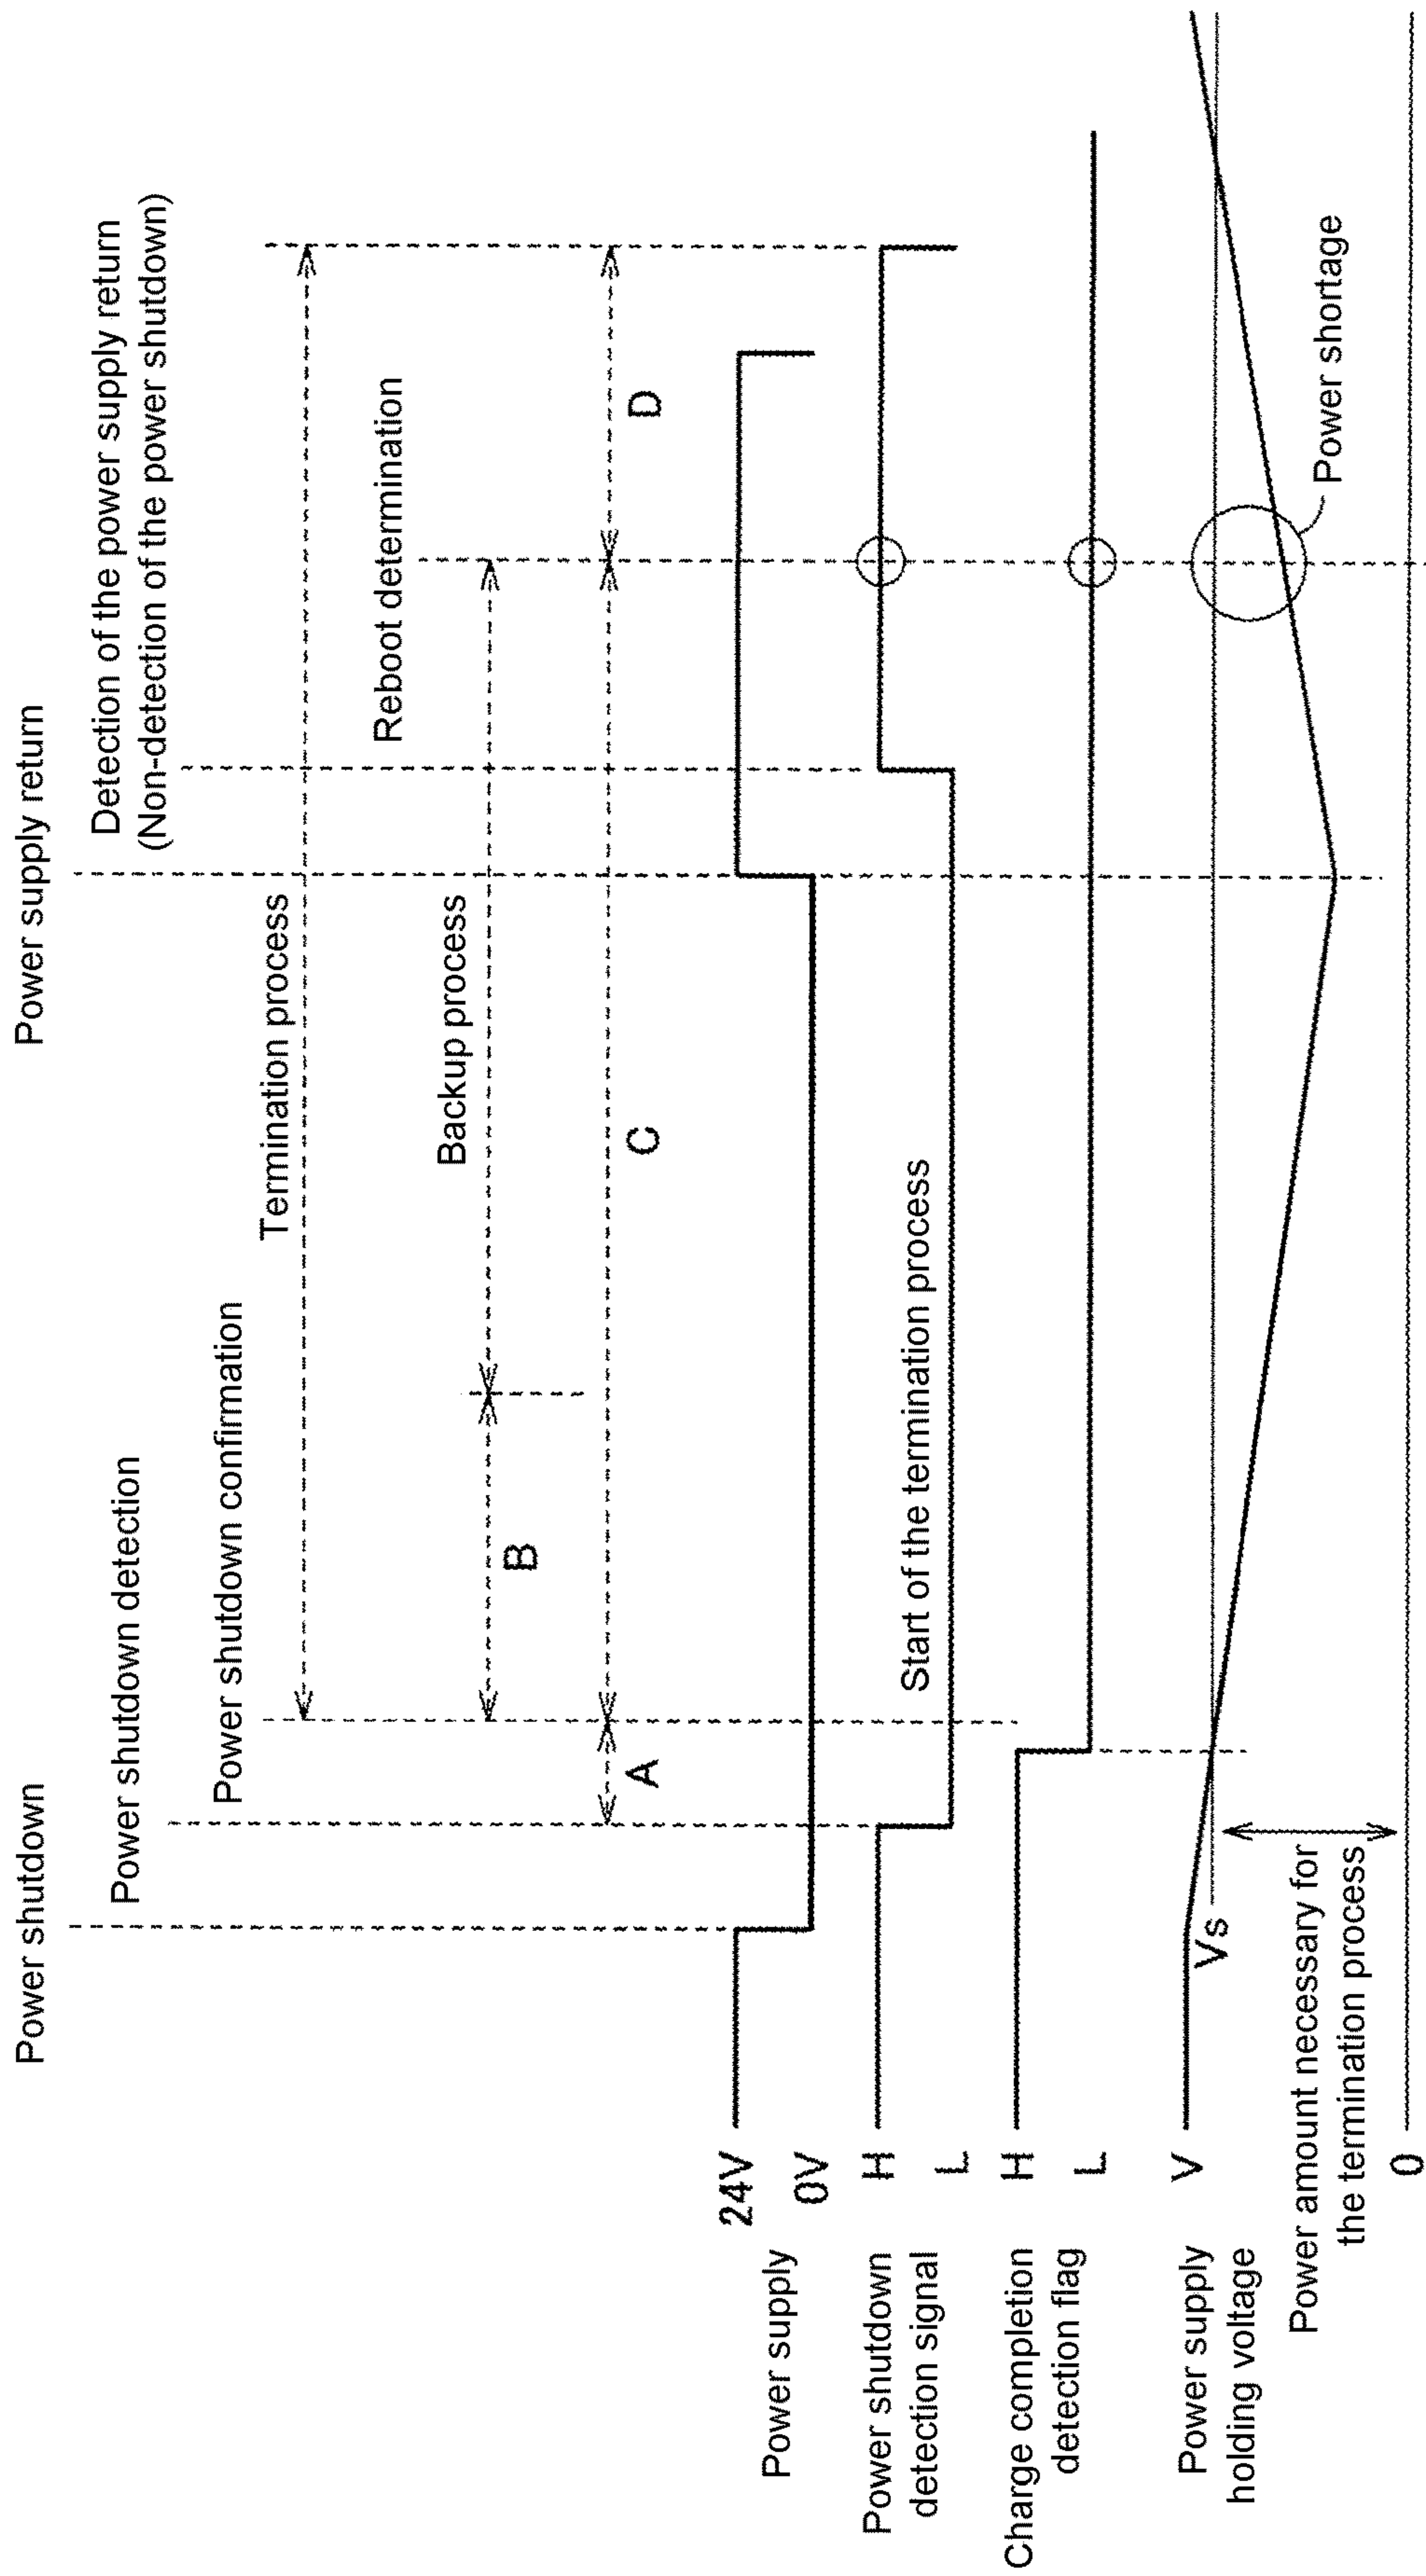 Power shutdown
Power supply return
Power shutdown detection
Detection of the power supply return
(Non-detection of the power shutdown)
Power shutdown confirmation
Termination process
Reboot determination
Backup process
B
A
C
D
Power supply
24V
0V
Power shutdown
detection signal
H
L
Start of the termination process
Charge completion
detection flag
H
L
Power supply
holding voltage
V
Vs
Power shortage
Power amount necessary for
the termination process
0